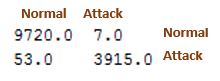 Normal Attack
9720.0 7.0 Normal
53.0 3915.0 Attack